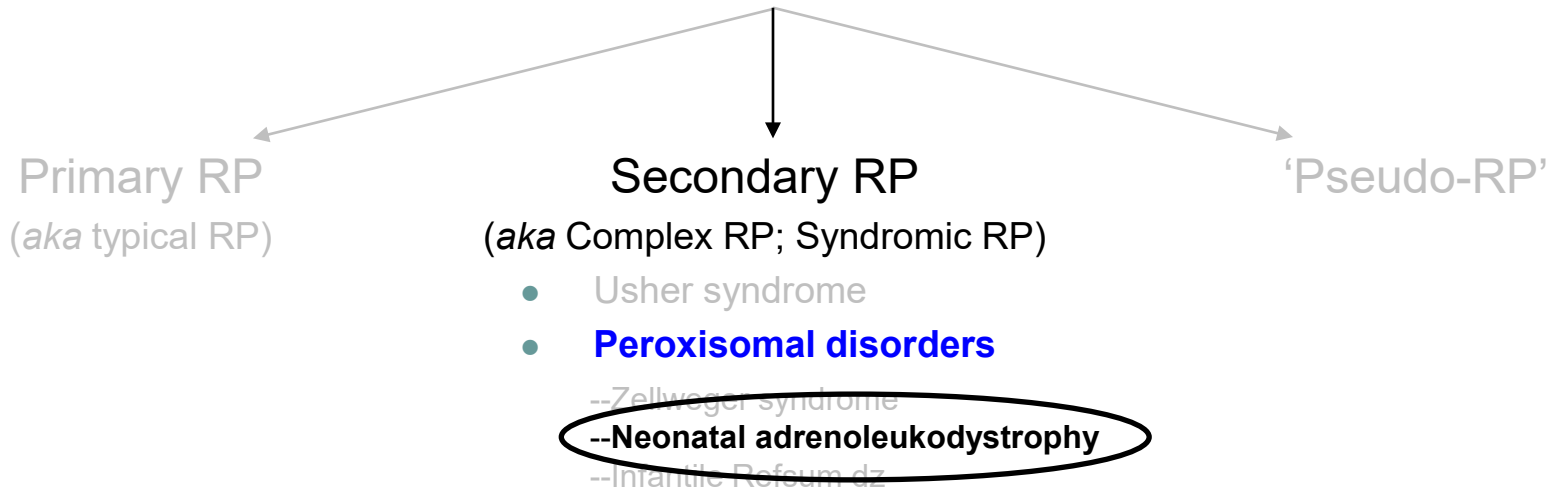 Primary RP
(aka typical RP)
Secondary RP
(aka Complex RP; Syndromic RP)
‘Pseudo-RP’
● Usher syndrome
● Peroxisomal disorders
--Zellweger syndrome
--Neonatal adrenoleukodystrophy
--Infantile Refsum dz